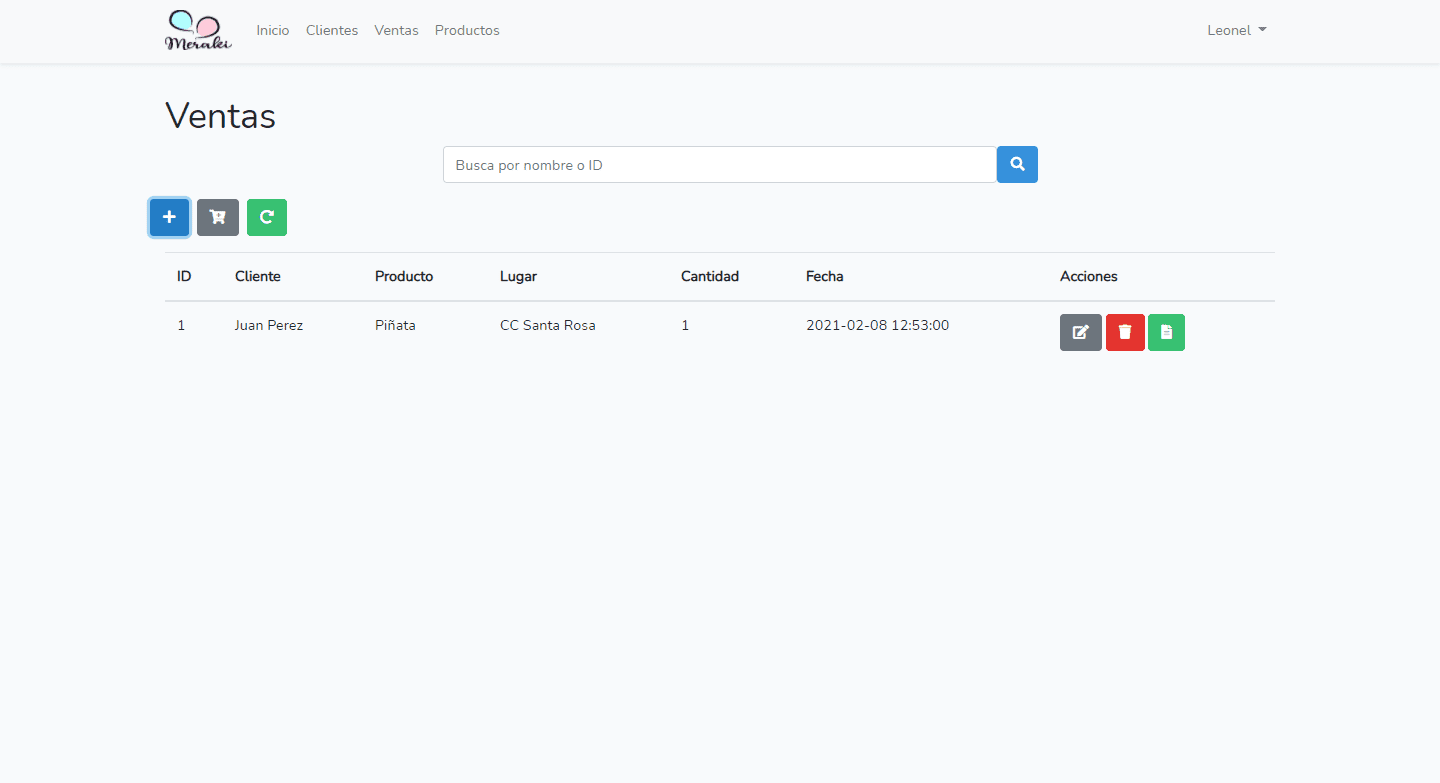 Meraki
Inicio Clientes Ventas Productos Leonel
Ventas
Busca por nombre o ID
ID Cliente Producto Lugar Cantidad Fecha Acciones
1 Juan Perez Piñata CC Santa Rosa 1 2021-02-08 12:53:00